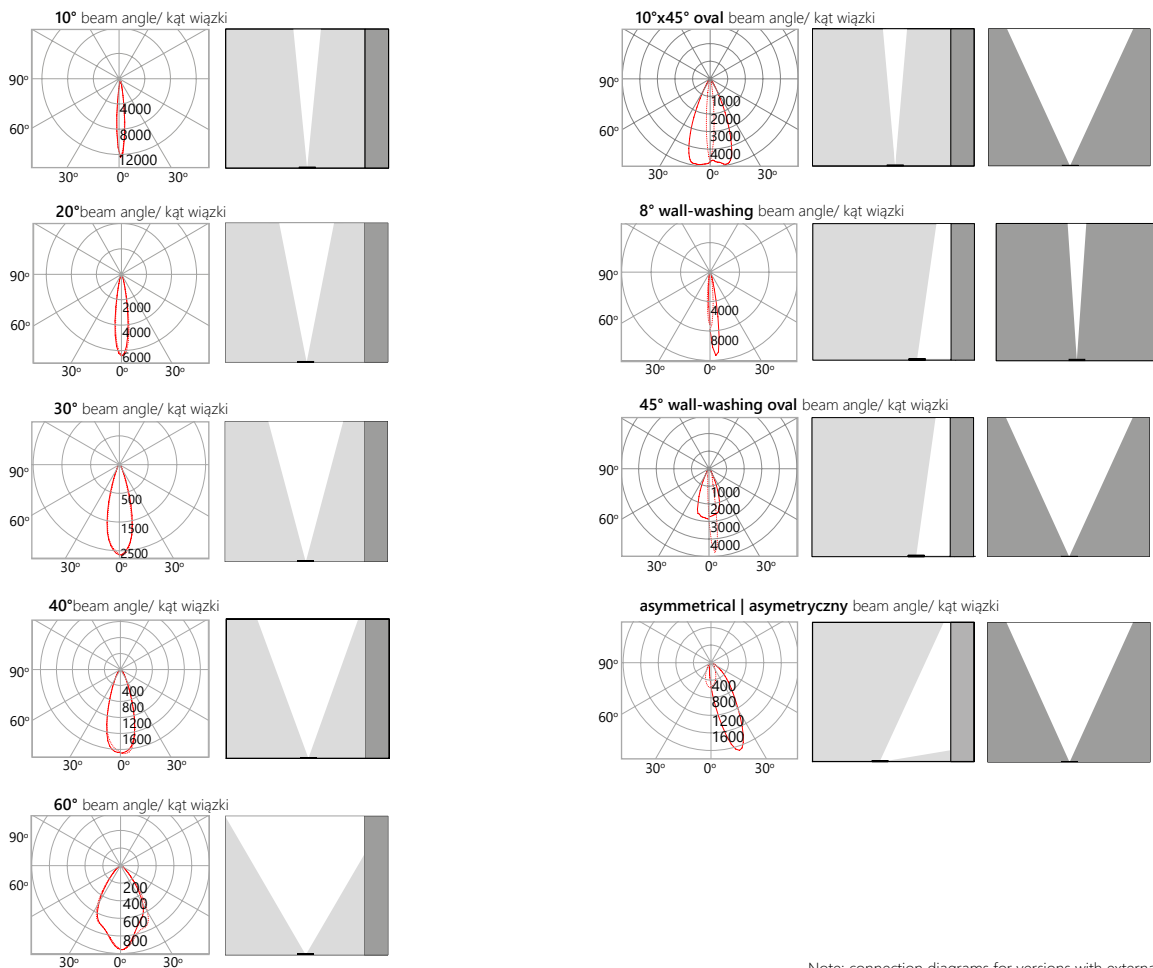 10° beam angle/ kąt wiązki
90°
60°
4000
8000
12000
30° 0° 30°
20°beam angle/ kąt wiązki
90°
60°
2000
4000
6000
30° 0° 30°
30° beam angle/ kąt wiązki
90°
60°
500
1500
2500
30° 0° 30°
40°beam angle/ kąt wiązki
90°
60°
400
800
1200
1600
30° 0° 30°
60° beam angle/ kąt wiązki
90°
60°
200
400
600
800
30° 0° 30°
10°x45° oval beam angle/ kąt wiązki
90°
60°
1000
2000
3000
4000
30° 0° 30°
8° wall-washing beam angle/ kąt wiązki
90°
60°
4000
8000
30° 0° 30°
45° wall-washing oval beam angle/ kąt wiązki
90°
60°
1000
2000
3000
4000
30° 0° 30°
asymmetrical | asymetryczny beam angle/ kąt wiązki
90°
60°
400
800
1200
1600
30° 0° 30°
Note: connection diagrams for versions with externa